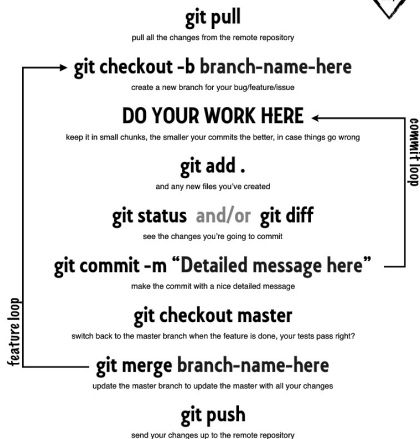 git pull
pull all the changes from the remote repository
git checkout -b branch-name-here
create a new branch for your bug/feature/issue
DO YOUR WORK HERE
keep it in small chunks, the smaller your commits the better, in case things go wrong
commit loop
git add .
and any new files you've created
git status and/or git diff
see the changes you're going to commit
git commit -m “Detailed message here”
make the commit with a nice detailed message
feature loop
git checkout master
switch back to the master branch when the feature is done, your tests pass right?
git merge branch-name-here
update the master branch to update the master with all your changes
git push
send your changes up to the remote repository